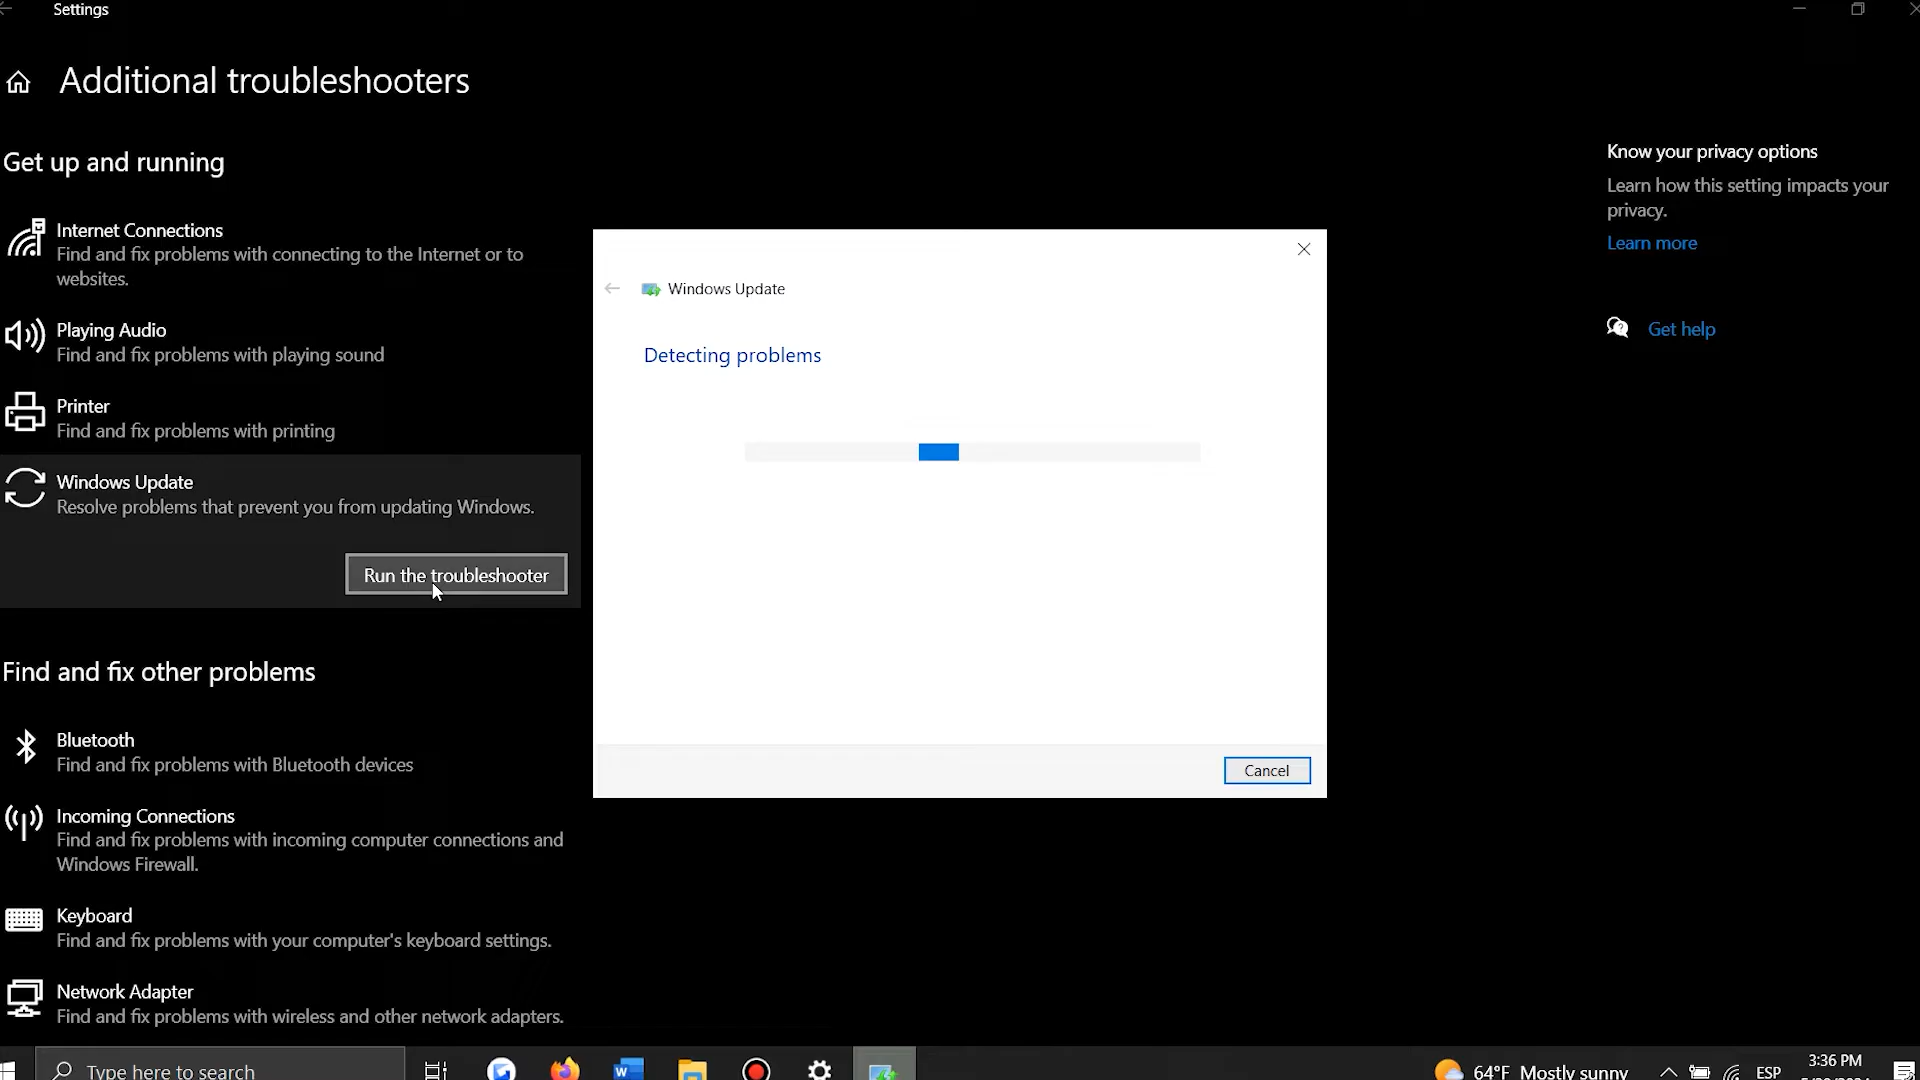 Settings
Additional troubleshooters
Get up and running
Internet Connections
Find and fix problems with connecting to the Internet or to
websites.
Playing Audio
Find and fix problems with playing sound
Printer
Find and fix problems with printing
Windows Update
Resolve problems that prevent you from updating Windows.
Run the troubleshooter
Find and fix other problems
Bluetooth
Find and fix problems with Bluetooth devices
Incoming Connections
Find and fix problems with incoming computer connections and
Windows Firewall.
Keyboard
Find and fix problems with your computer's keyboard settings.
Network Adapter
Find and fix problems with wireless and other network adapters.
Windows Update
Detecting problems
Cancel
Know your privacy options
Learn how this setting impacts your
privacy.
Learn more
Get help
Type here to search
W
64°F Mostly sunny
ESP
3:36 PM